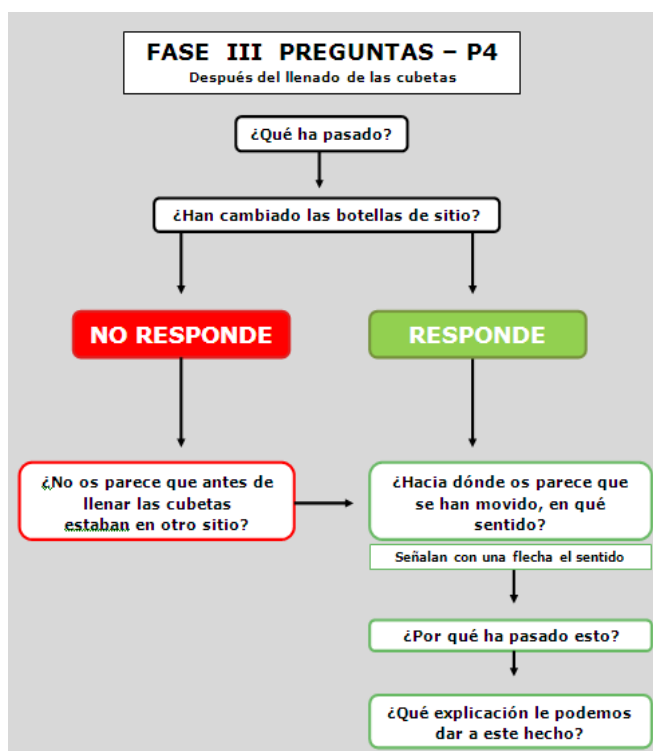 FASE III PREGUNTAS – P4
Después del llenado de las cubetas
¿Qué ha pasado?
¿Han cambiado las botellas de sitio?
NO RESPONDE
RESPONDE
¿No os parece que antes de
llenar las cubetas
estaban en otro sitio?
¿Hacia dónde os parece que
se han movido, en qué
sentido?
Señalan con una flecha el sentido
¿Por qué ha pasado esto?
¿Qué explicación le podemos
dar a este hecho?